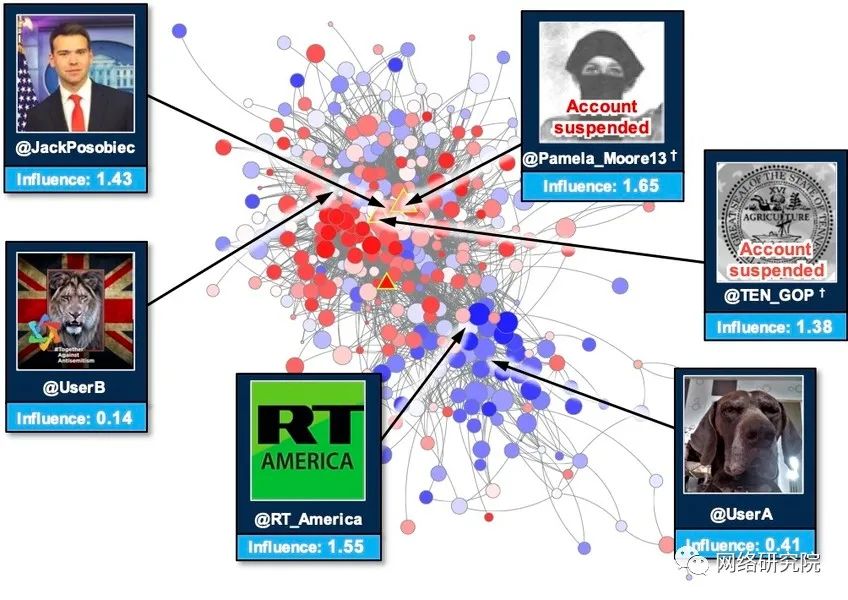 @JackPosobiec
Influence: 1.43
Account
suspended
@Pamela_Moore13 †
Influence: 1.65
GREAT SEAL OF THE STATE OF TENN
XVI
AGRICULTURE
Account
suspended
@TEN_GOP †
Influence: 1.38
#Together
Against
Antisemitism
@UserB
Influence: 0.14
RT
AMERICA
@RT_America
Influence: 1.55
@UserA
Influence: 0.41
网络研究院